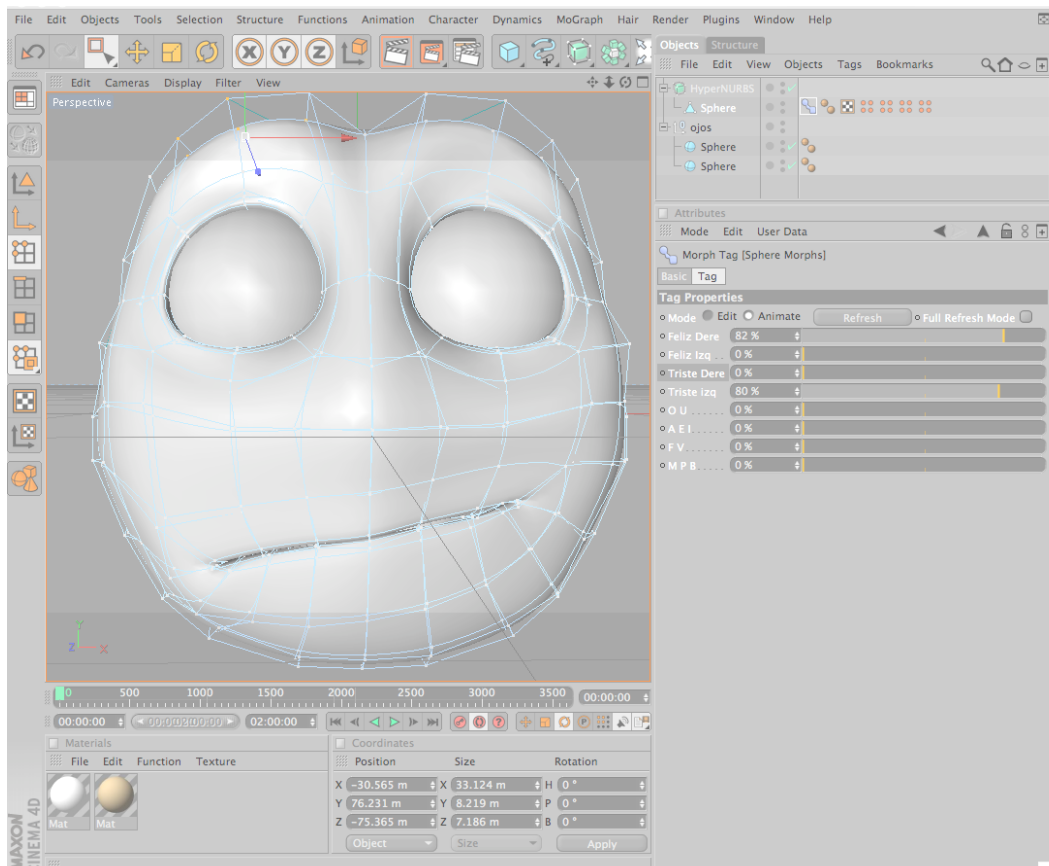 File Edit Objects Tools Selection Structure Functions Animation Character Dynamics MoGraph Hair Render Plugins Window Help
X Y Z
Objects Structure
File Edit View Objects Tags Bookmarks
HyperNURBS
Sphere
ojos
Sphere
Sphere
Edit Cameras Display Filter View
Perspective
Y
Z X
Attributes
Mode Edit User Data
Morph Tag [Sphere Morphs]
Basic Tag
Tag Properties
Mode Edit Animate Refresh Full Refresh Mode
Feliz Dere 82 %
Feliz Izq . . 0 %
Triste Dere 0 %
Triste izq 80 %
O U . . . . . . 0 %
A E I . . . . . . 0 %
F V . . . . . . 0 %
M P B . . . . . 0 %
0 500 1000 1500 2000 2500 3000 3500 00:00:00
00:00:00 02:00:00
Materials
File Edit Function Texture
Mat Mat
Coordinates
Position Size Rotation
X -30.565 m X 33.124 m H 0 °
Y 76.231 m Y 8.219 m P 0 °
Z -75.365 m Z 7.186 m B 0 °
Object Size Apply
MAXON
CINEMA 4D